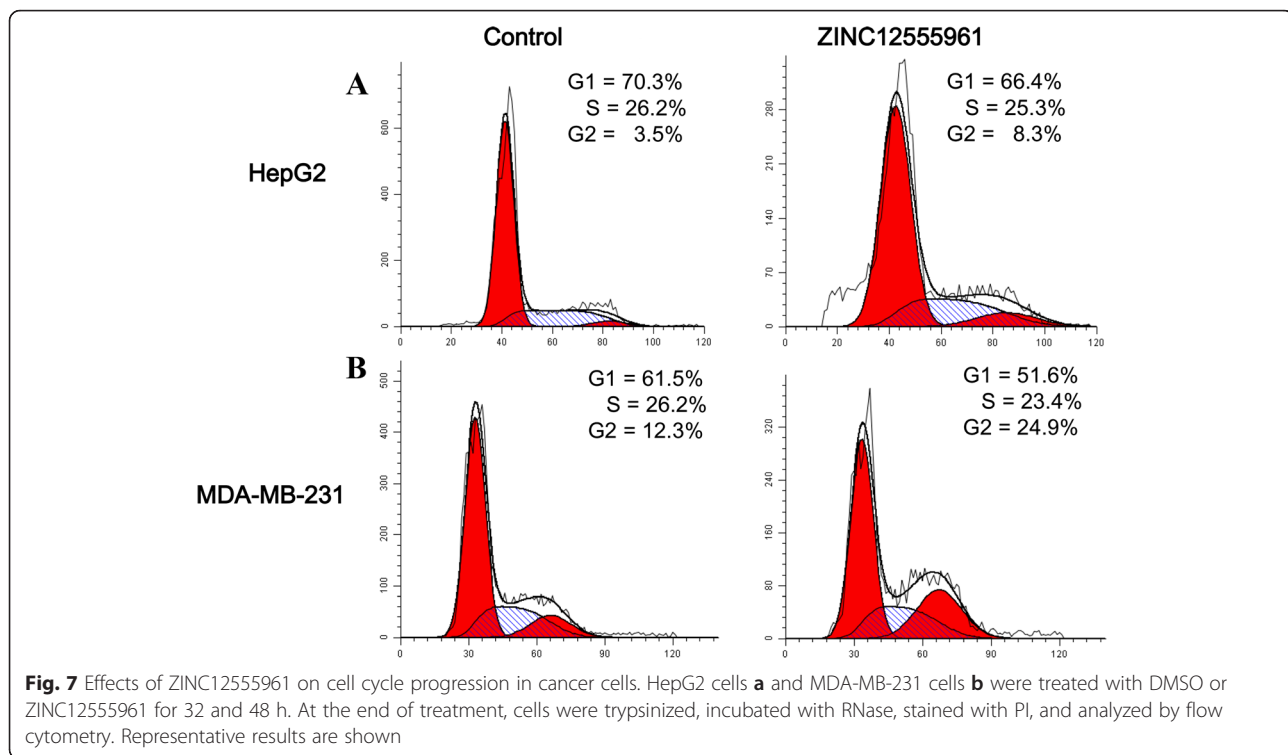 Control
ZINC12555961
A
G1 = 70.3%
S = 26.2%
G2 = 3.5%
G1 = 66.4%
S = 25.3%
G2 = 8.3%
HepG2
600
400
200
0
0 20 40 60 80 100 120
280
210
140
70
0
0 20 40 60 80 100 120
B
G1 = 61.5%
S = 26.2%
G2 = 12.3%
G1 = 51.6%
S = 23.4%
G2 = 24.9%
MDA-MB-231
500
400
300
200
100
0
0 30 60 90 120
320
240
160
80
0
0 30 60 90 120
Fig. 7 Effects of ZINC12555961 on cell cycle progression in cancer cells. HepG2 cells a and MDA-MB-231 cells b were treated with DMSO or
ZINC12555961 for 32 and 48 h. At the end of treatment, cells were trypsinized, incubated with RNase, stained with PI, and analyzed by flow
cytometry. Representative results are shown